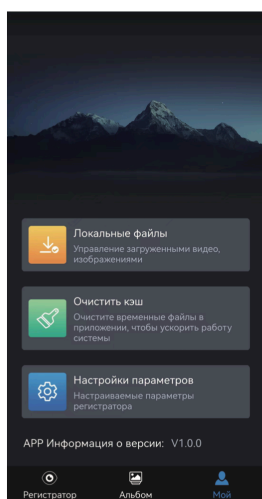 Локальные файлы
Управление загруженными видео,
изображениями
Очистить кэш
Очистите временные файлы в
приложении, чтобы ускорить работу
системы
Настройки параметров
Настраиваемые параметры
регистратора
APP Информация о версии: V1.0.0
Регистратор Альбом Мой